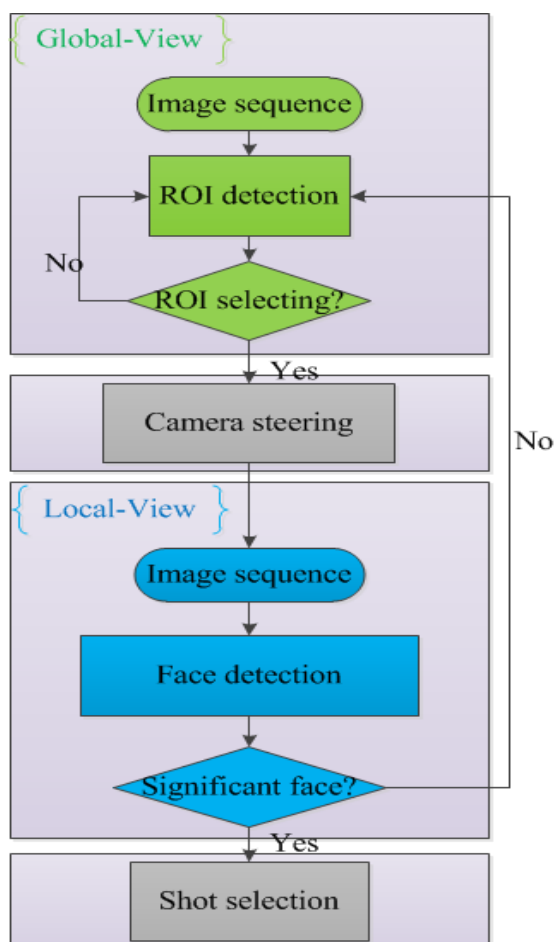 { Global-View }
Image sequence
ROI detection
No
ROI selecting?
Yes
Camera steering
No
{ Local-View }
Image sequence
Face detection
Significant face?
Yes
Shot selection